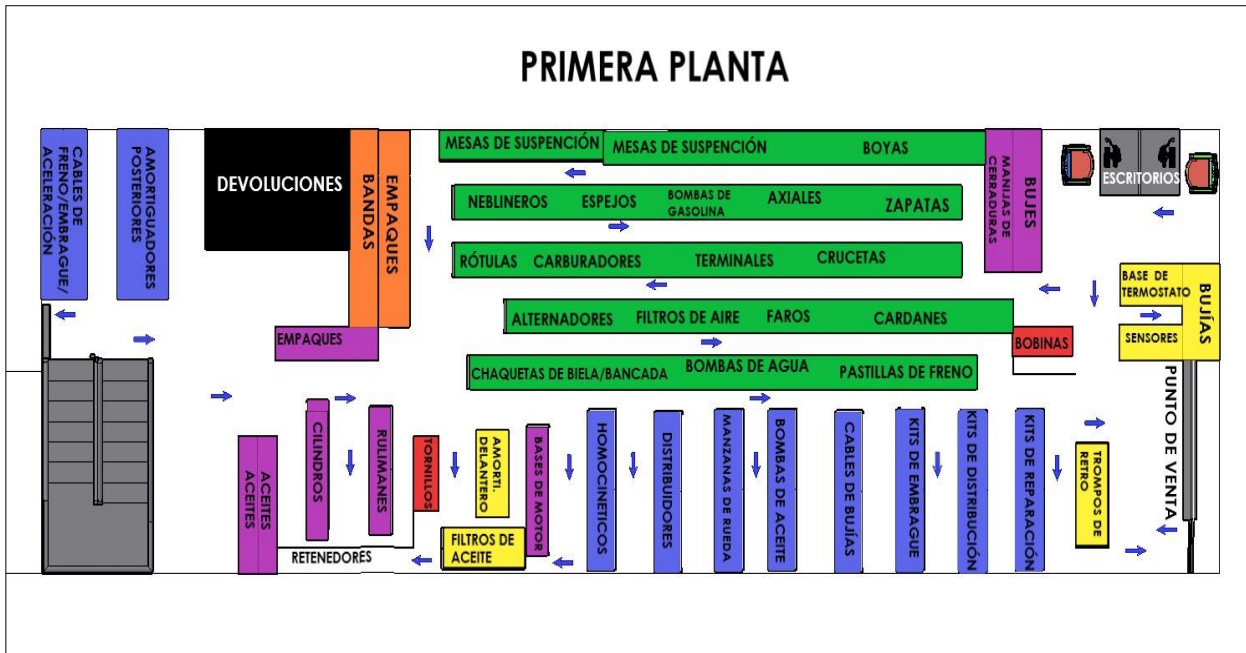 PRIMERA PLANTA
CABLES DE
FRENO/EMBRAGUE/
ACELERACIÓN
AMORTIGUADORES
POSTERIORES
DEVOLUCIONES
BANDAS
EMPAQUES
MESAS DE SUSPENCIÓN
MESAS DE SUSPENCIÓN
BOYAS
MANIJAS DE
CERRADURAS
BUJES
ESCRITORIOS
NEBLINEROS
ESPEJOS
BOMBAS DE
GASOLINA
AXIALES
ZAPATAS
RÓTULAS
CARBURADORES
TERMINALES
CRUCETAS
BASE DE
TERMOSTATO
BUJÍAS
SENSORES
ALTERNADORES
FILTROS DE AIRE
FAROS
CARDANES
BOBINAS
EMPAQUES
CHAQUETAS DE BIELA/BANCADA
BOMBAS DE AGUA
PASTILLAS DE FRENO
PUNTO DE VENTA
ACEITES
ACEITES
CILINDROS
RULIMANES
TORNILLOS
AMORTI.
DELANTERO
BASES DE MOTOR
HOMOCINETICOS
DISTRIBUIDORES
MANZANAS DE RUEDA
BOMBAS DE ACEITE
CABLES DE BUJÍAS
KITS DE EMBRAGUE
KITS DE DISTRIBUCIÓN
KITS DE REPARACIÓN
TROMPOS DE
RETRO
RETENEDORES
FILTROS DE
ACEITE